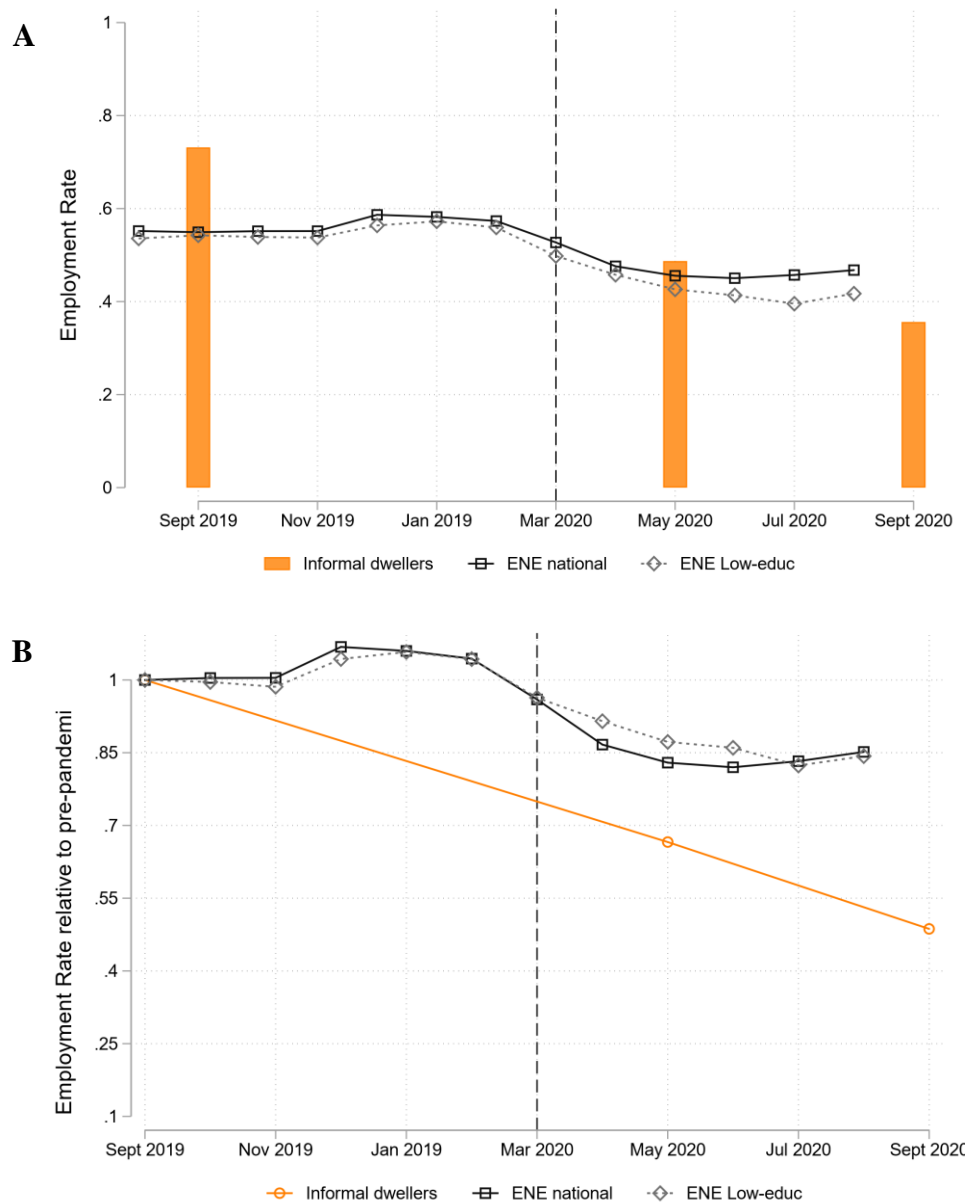 A
1
.8
.6
.4
.2
0
Employment Rate
Sept 2019 Nov 2019 Jan 2019 Mar 2020 May 2020 Jul 2020 Sept 2020
Informal dwellers ENE national ENE Low-educ
B
1
.85
.7
.55
.4
.25
.1
Employment Rate relative to pre-pandemi
Sept 2019 Nov 2019 Jan 2019 Mar 2020 May 2020 Jul 2020 Sept 2020
Informal dwellers ENE national ENE Low-educ